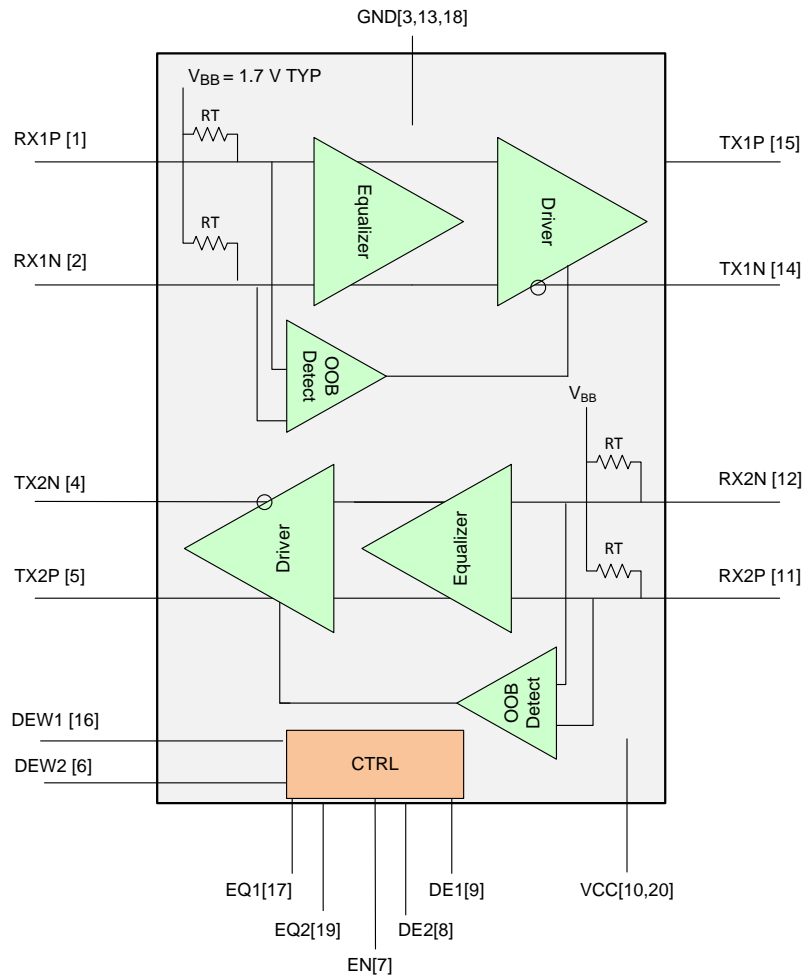 GND[3,13,18]
VBB = 1.7 V TYP
RT
RX1P [1]
TX1P [15]
Equalizer
Driver
RT
RX1N [2]
TX1N [14]
OOB
Detect
VBB
RT
TX2N [4]
RX2N [12]
Driver
Equalizer
RT
TX2P [5]
RX2P [11]
OOB
Detect
DEW1 [16]
DEW2 [6]
CTRL
EQ1[17]
DE1[9]
VCC[10,20]
EQ2[19]
DE2[8]
EN[7]